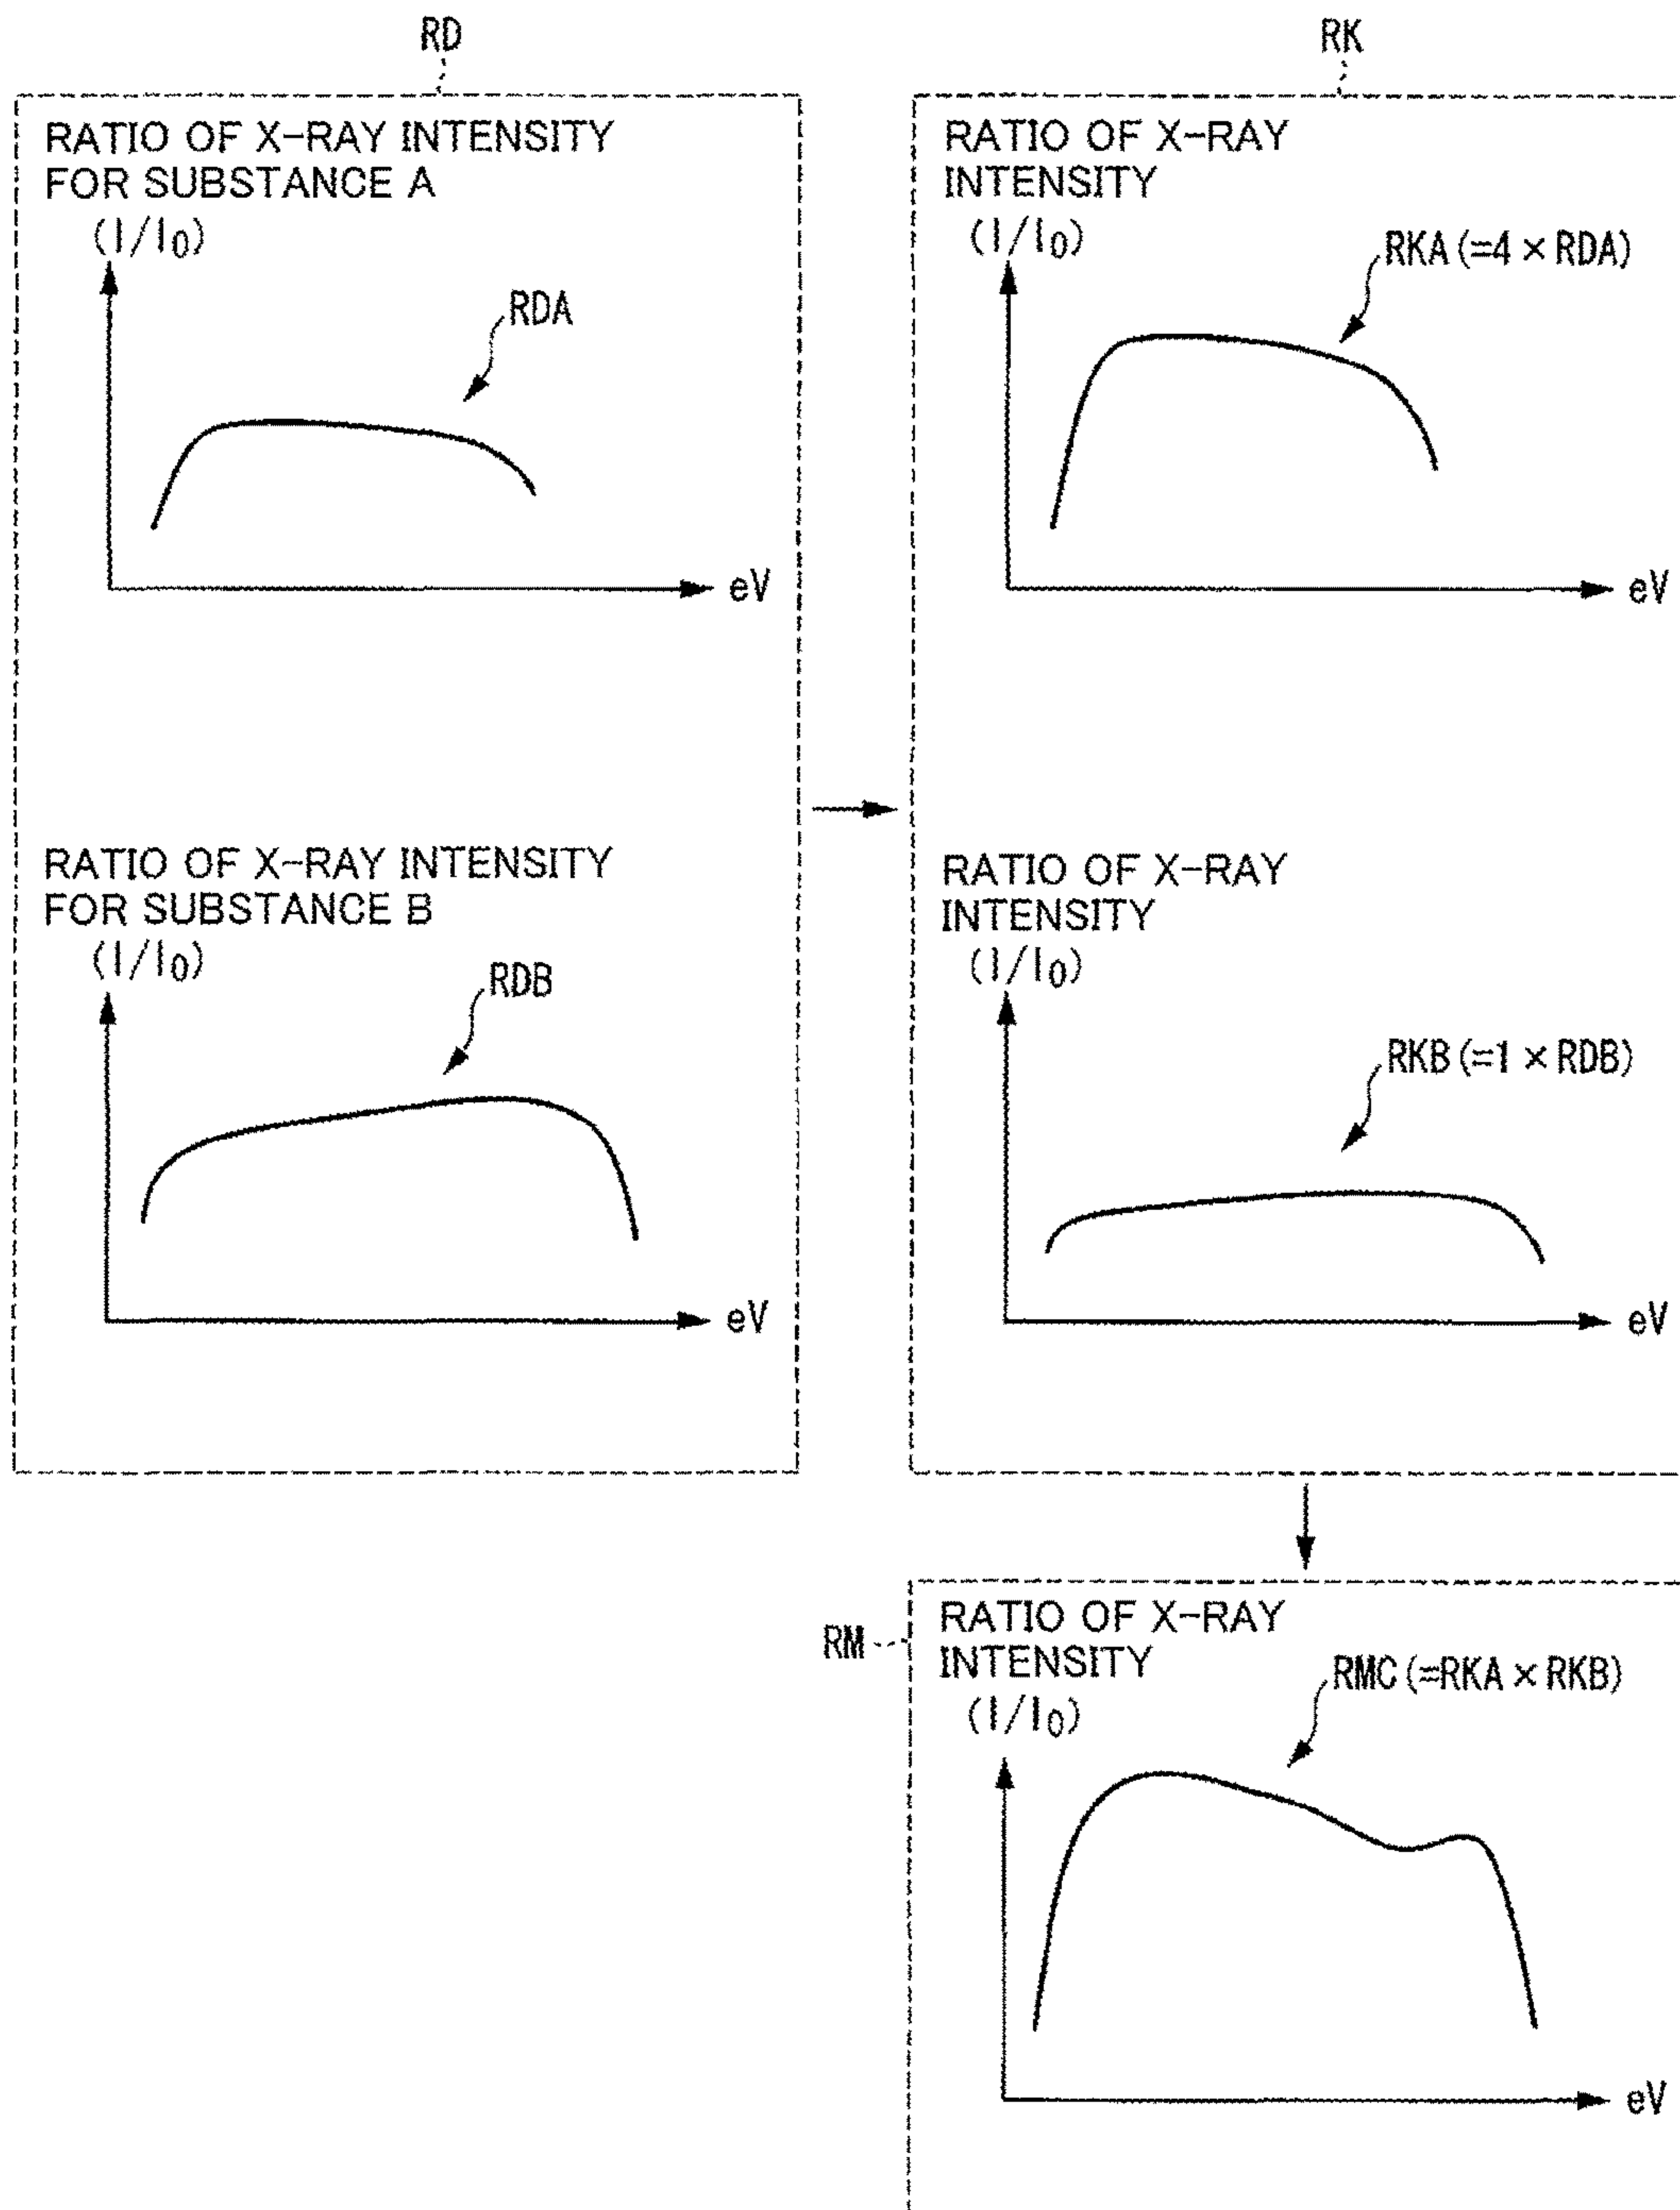 RD
RATIO OF X-RAY INTENSITY
FOR SUBSTANCE A
(I/I0)
RDA
eV
RATIO OF X-RAY INTENSITY
FOR SUBSTANCE B
(I/I0)
RDB
eV
RK
RATIO OF X-RAY
INTENSITY
(I/I0)
RKA (=4 × RDA)
eV
RATIO OF X-RAY
INTENSITY
(I/I0)
RKB (=1 × RDB)
eV
RM
RATIO OF X-RAY
INTENSITY
(I/I0)
RMC (=RKA × RKB)
eV